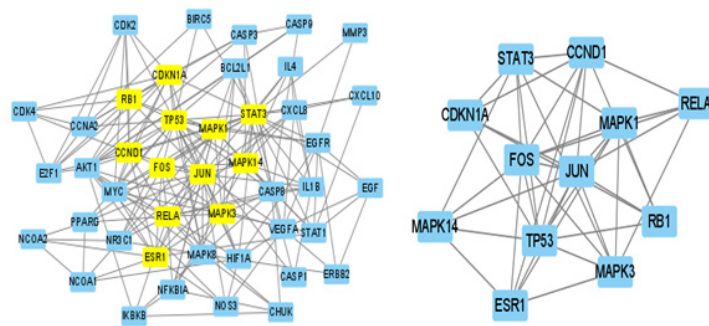 CDK2
BIRC5
CASP3
CASP9
MMP3
CDKN1A
BCL2L1
IL4
RB1
CXCL10
CDK4
CCNA2
TP53
STAT3
CXCL8
MAPK1
EGFR
CCND1
E2F1
AKT1
FOS
JUN
MAPK14
MYC
CASP8
IL1B
EGF
PPARG
RELA
MAPK3
NCOA2
NR3C1
VEGFA
STAT1
ESR1
MAPK8
HIF1A
NCOA1
CASP1
ERBB2
NFKBIA
IKBKB
NOS3
CHUK
STAT3
CCND1
RELA
CDKN1A
MAPK1
FOS
JUN
RB1
MAPK14
TP53
MAPK3
ESR1